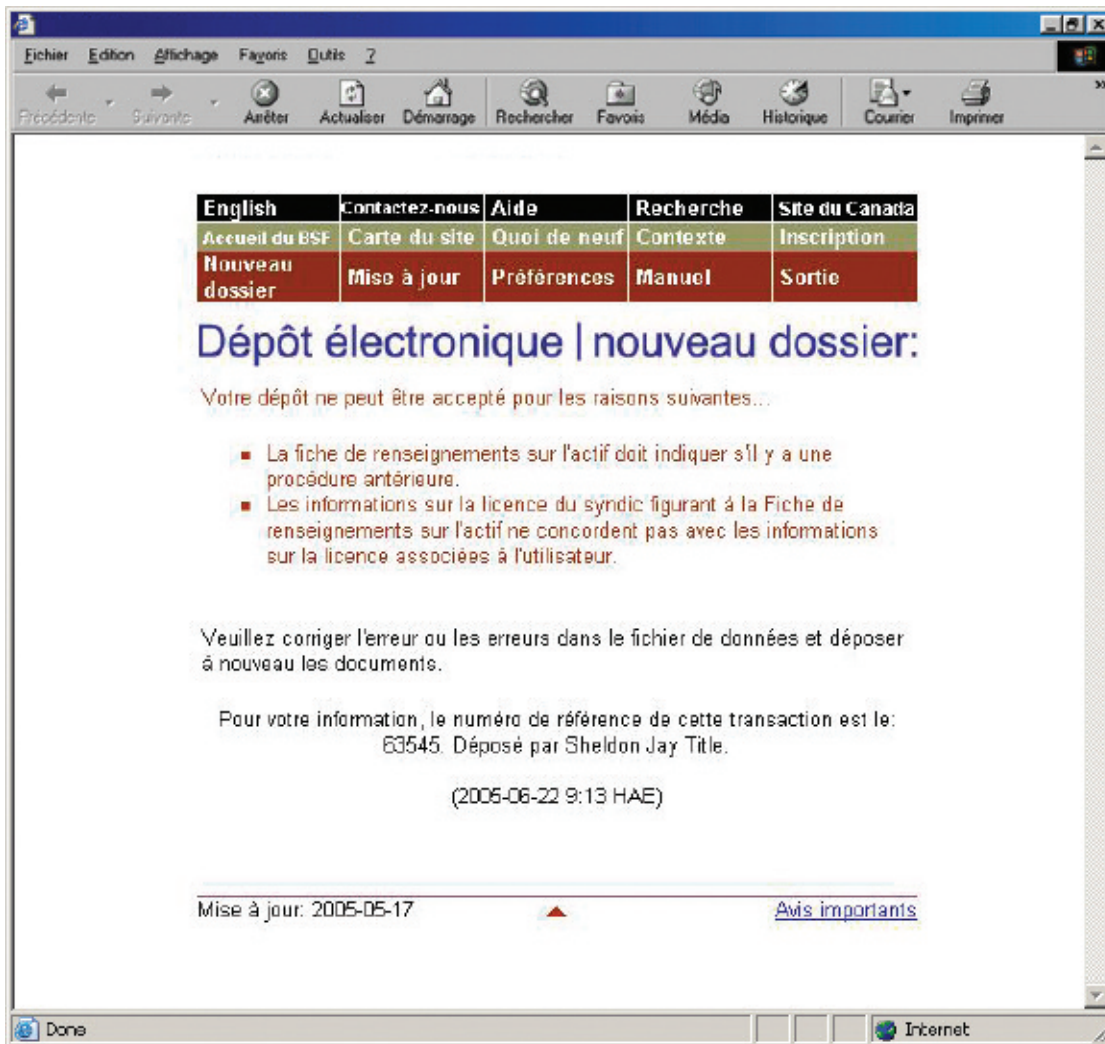 Fichier Edition Affichage Favoris Outils ?
Précédente Suivante Arrêter Actualiser Démarrage Rechercher Favoris Média Historique Courrier Imprimer »
English Contactez-nous Aide Recherche Site du Canada
Accueil du BSF Carte du site Quoi de neuf Contexte Inscription
Nouveau dossier Mise à jour Préférences Manuel Sortie
Dépôt électronique | nouveau dossier:
Votre dépôt ne peut être accepté pour les raisons suivantes...
La fiche de renseignements sur l'actif doit indiquer s'il y a une
procédure antérieure.
Les informations sur la licence du syndic figurant à la Fiche de
renseignements sur l'actif ne concordent pas avec les informations
sur la licence associées à l'utilisateur.
Veuillez corriger l'erreur ou les erreurs dans le fichier de données et déposer
à nouveau les documents.
Pour votre information, le numéro de référence de cette transaction est le:
63545. Déposé par Sheldon Jay Title.
(2005-06-22 9:13 HAE)
Mise à jour: 2005-05-17 Avis importants
Done Internet